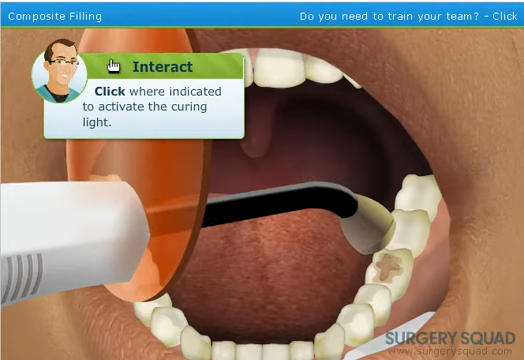 Composite Filling
Do you need to train your team? - Click
Interact
Click where indicated
to activate the curing
light.
SURGERY SQUAD
www.surgerysquad.com